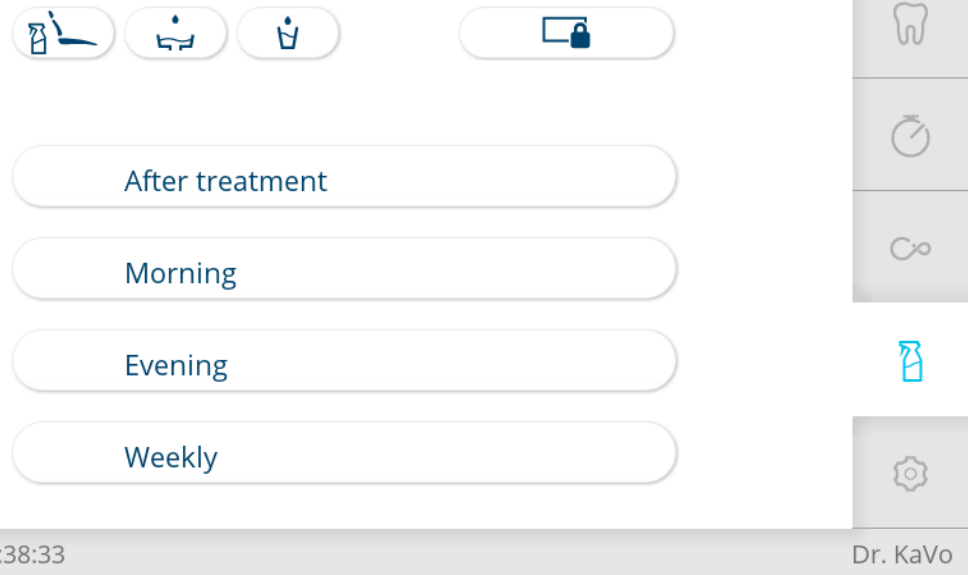 After treatment
Morning
Evening
Weekly
:38:33
Dr. KaVo